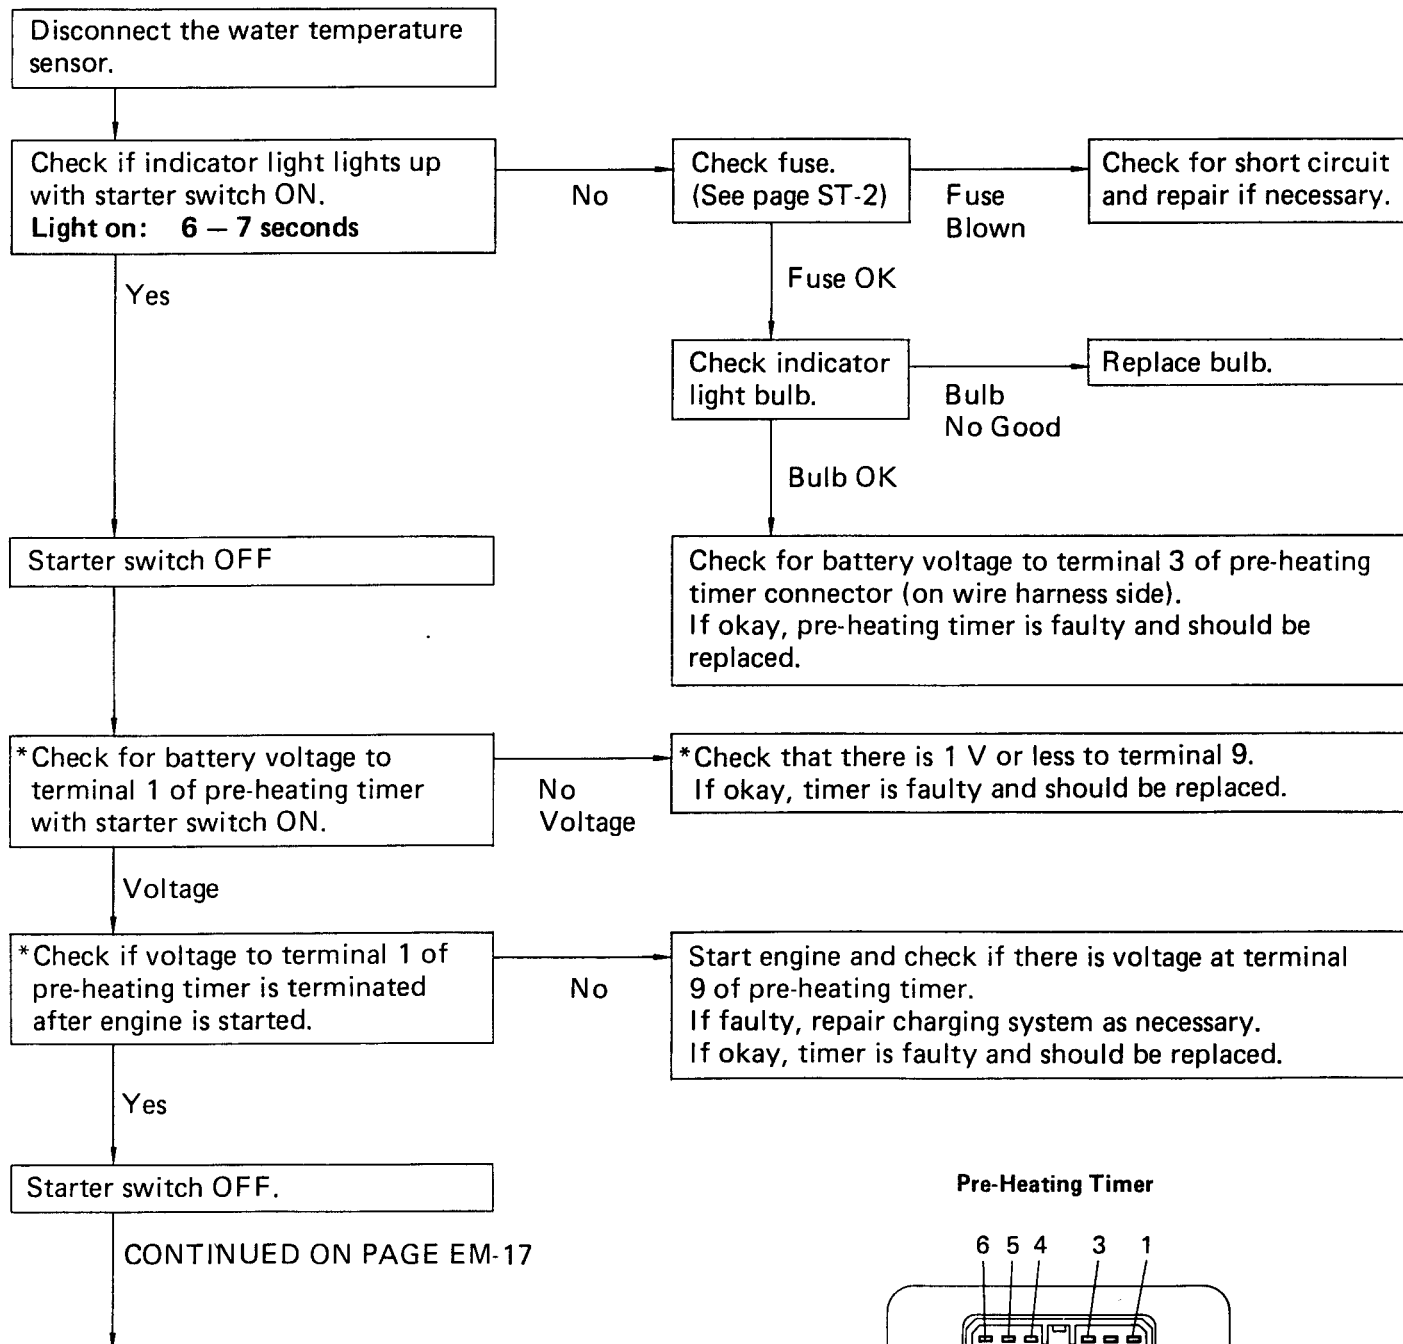 Disconnect the water temperature
sensor.
Check if indicator light lights up
with starter switch ON.
Light on: 6 — 7 seconds
No
Check fuse.
(See page ST-2)
Fuse
Blown
Check for short circuit
and repair if necessary.
Yes
Fuse OK
Check indicator
light bulb.
Bulb
No Good
Replace bulb.
Bulb OK
Starter switch OFF
Check for battery voltage to terminal 3 of pre-heating
timer connector (on wire harness side).
If okay, pre-heating timer is faulty and should be
replaced.
*Check for battery voltage to
terminal 1 of pre-heating timer
with starter switch ON.
No
Voltage
*Check that there is 1 V or less to terminal 9.
If okay, timer is faulty and should be replaced.
Voltage
*Check if voltage to terminal 1 of
pre-heating timer is terminated
after engine is started.
No
Start engine and check if there is voltage at terminal
9 of pre-heating timer.
If faulty, repair charging system as necessary.
If okay, timer is faulty and should be replaced.
Yes
Starter switch OFF.
CONTINUED ON PAGE EM-17
Pre-Heating Timer
6 5 4 3 1